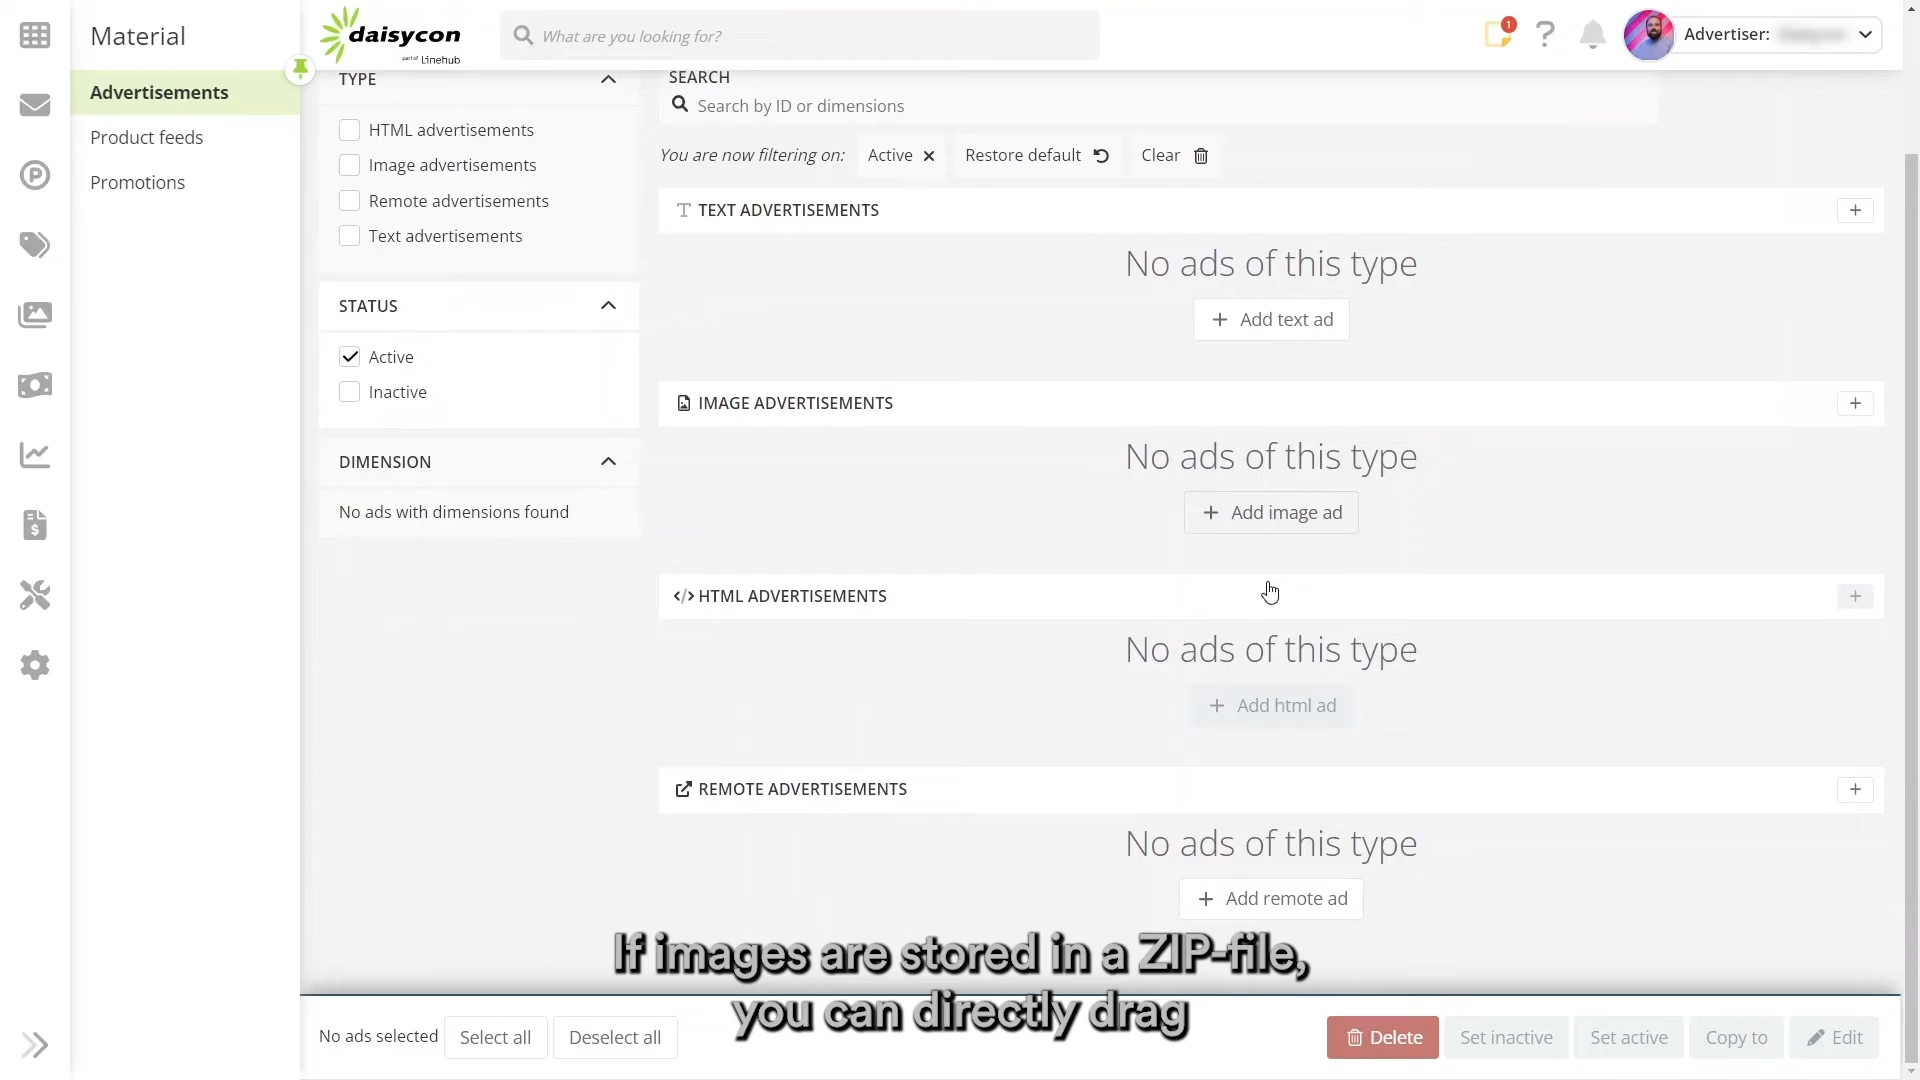 Material
Advertisements
Product feeds
Promotions
daisycon
part of Linehub
What are you looking for?
1
?
Advertiser:
TYPE
HTML advertisements
Image advertisements
Remote advertisements
Text advertisements
STATUS
Active
Inactive
DIMENSION
No ads with dimensions found
SEARCH
Search by ID or dimensions
You are now filtering on: Active × Restore default Clear
TEXT ADVERTISEMENTS +
No ads of this type
+ Add text ad
IMAGE ADVERTISEMENTS +
No ads of this type
+ Add image ad
</> HTML ADVERTISEMENTS +
No ads of this type
+ Add html ad
REMOTE ADVERTISEMENTS +
No ads of this type
+ Add remote ad
If images are stored in a ZIP-file,
you can directly drag
No ads selected Select all Deselect all Delete Set inactive Set active Copy to Edit